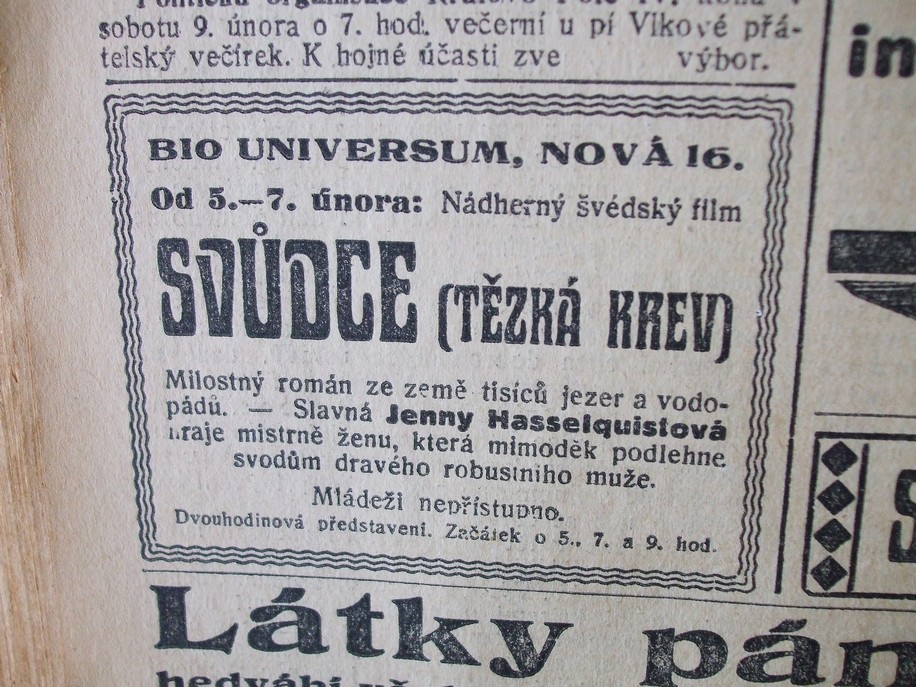 sobotu 9. února o 7. hod. večerní u pí Vlkové přá-
telský večírek. K hojné účasti zve výbor.
BIO UNIVERSUM, NOVÁ 16.
Od 5.—7. února: Nádherný švédský film
SVŮDCE (TĚZKÁ KREV)
Milostný román ze země tisíců jezer a vodo-
pádů. — Slavná Jenny Hasselquistová
hraje mistrně ženu, která mimoděk podlehne
svodům dravého robustního muže.
Mládeži nepřístupno.
Dvouhodinová představení. Začátek o 5., 7. a 9. hod.
in
S
Látky pán
hedvábí